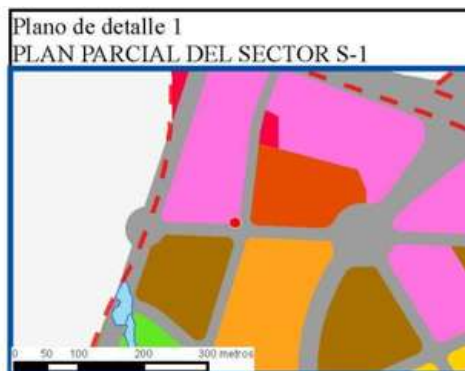 Plano de detalle 1
PLAN PARCIAL DEL SECTOR S-1
0 50 100 200 300 metros